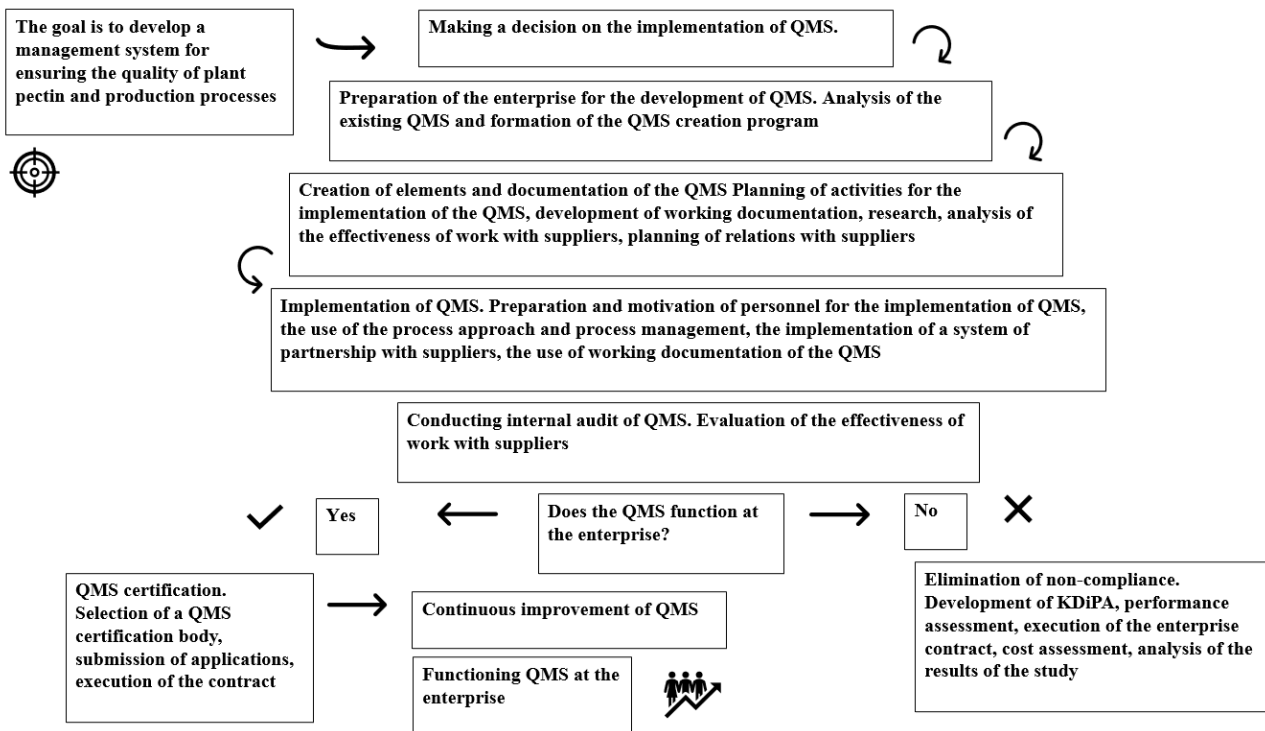 The goal is to develop a
management system for
ensuring the quality of plant
pectin and production processes
Making a decision on the implementation of QMS.
Preparation of the enterprise for the development of QMS. Analysis of the
existing QMS and formation of the QMS creation program
Creation of elements and documentation of the QMS Planning of activities for the
implementation of the QMS, development of working documentation, research, analysis of
the effectiveness of work with suppliers, planning of relations with suppliers
Implementation of QMS. Preparation and motivation of personnel for the implementation of QMS,
the use of the process approach and process management, the implementation of a system of
partnership with suppliers, the use of working documentation of the QMS
Conducting internal audit of QMS. Evaluation of the effectiveness of
work with suppliers
Yes
Does the QMS function at
the enterprise?
No
QMS certification.
Selection of a QMS
certification body,
submission of applications,
execution of the contract
Continuous improvement of QMS
Functioning QMS at the
enterprise
Elimination of non-compliance.
Development of KDiPA, performance
assessment, execution of the enterprise
contract, cost assessment, analysis of the
results of the study